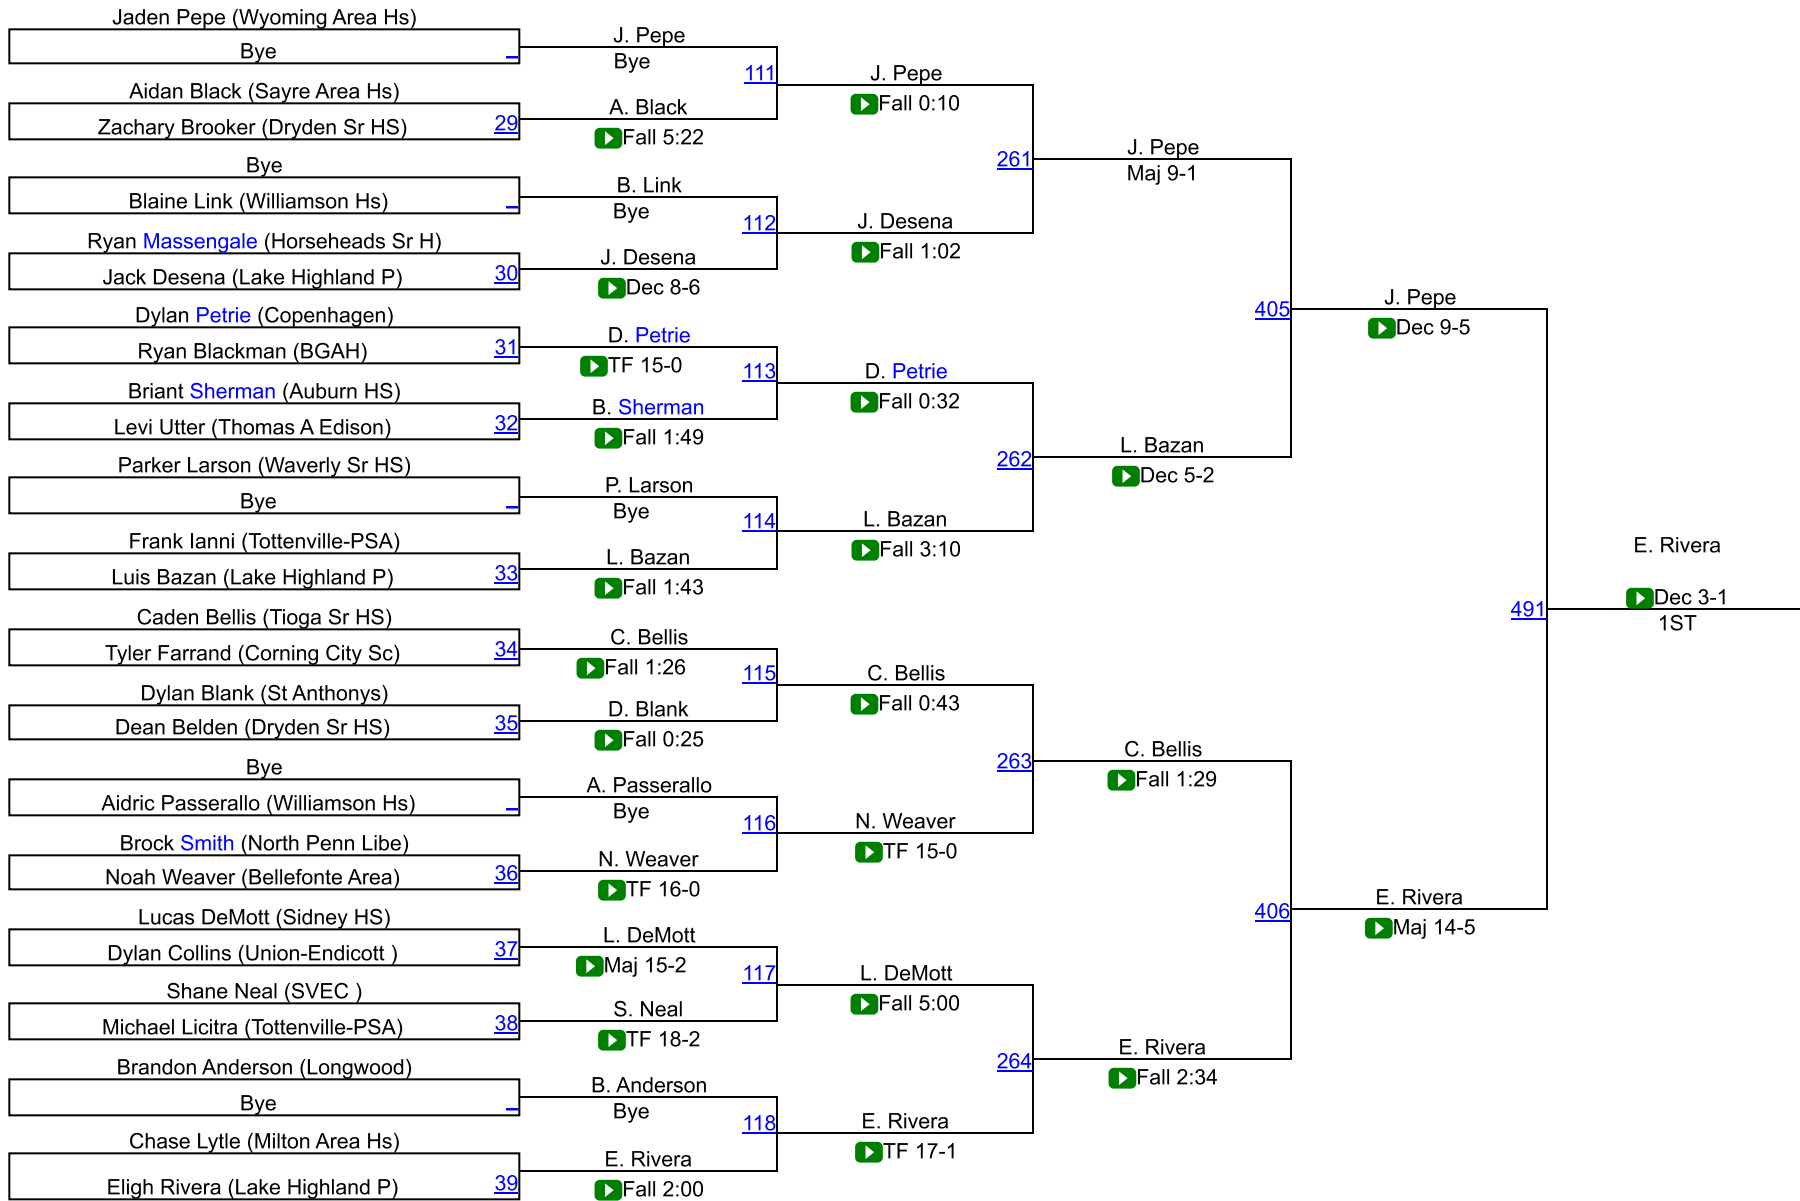 Jaden Pepe (Wyoming Area Hs)
Bye
Aidan Black (Sayre Area Hs)
Zachary Brooker (Dryden Sr HS) 29
Bye
Blaine Link (Williamson Hs)
Ryan Massengale (Horseheads Sr H)
Jack Desena (Lake Highland P) 30
Dylan Petrie (Copenhagen)
Ryan Blackman (BGAH) 31
Briant Sherman (Auburn HS)
Levi Utter (Thomas A Edison) 32
Parker Larson (Waverly Sr HS)
Bye
Frank Ianni (Tottenville-PSA)
Luis Bazan (Lake Highland P) 33
Caden Bellis (Tioga Sr HS)
Tyler Farrand (Corning City Sc) 34
Dylan Blank (St Anthonys)
Dean Belden (Dryden Sr HS) 35
Bye
Aidric Passerallo (Williamson Hs)
Brock Smith (North Penn Libe)
Noah Weaver (Bellefonte Area) 36
Lucas DeMott (Sidney HS)
Dylan Collins (Union-Endicott ) 37
Shane Neal (SVEC )
Michael Licitra (Tottenville-PSA) 38
Brandon Anderson (Longwood)
Bye
Chase Lytle (Milton Area Hs)
Eligh Rivera (Lake Highland P) 39
J. Pepe
Bye
111
A. Black
Fall 5:22
B. Link
Bye
112
J. Desena
Dec 8-6
D. Petrie
TF 15-0
113
B. Sherman
Fall 1:49
P. Larson
Bye
114
L. Bazan
Fall 1:43
C. Bellis
Fall 1:26
115
D. Blank
Fall 0:25
A. Passerallo
Bye
116
N. Weaver
TF 16-0
L. DeMott
Maj 15-2
117
S. Neal
TF 18-2
B. Anderson
Bye
118
E. Rivera
Fall 2:00
J. Pepe
Fall 0:10
261
J. Desena
Fall 1:02
D. Petrie
Fall 0:32
262
L. Bazan
Fall 3:10
C. Bellis
Fall 0:43
263
N. Weaver
TF 15-0
L. DeMott
Fall 5:00
264
E. Rivera
TF 17-1
J. Pepe
Maj 9-1
405
L. Bazan
Dec 5-2
C. Bellis
Fall 1:29
406
E. Rivera
Fall 2:34
J. Pepe
Dec 9-5
491
E. Rivera
Maj 14-5
E. Rivera
Dec 3-1
1ST